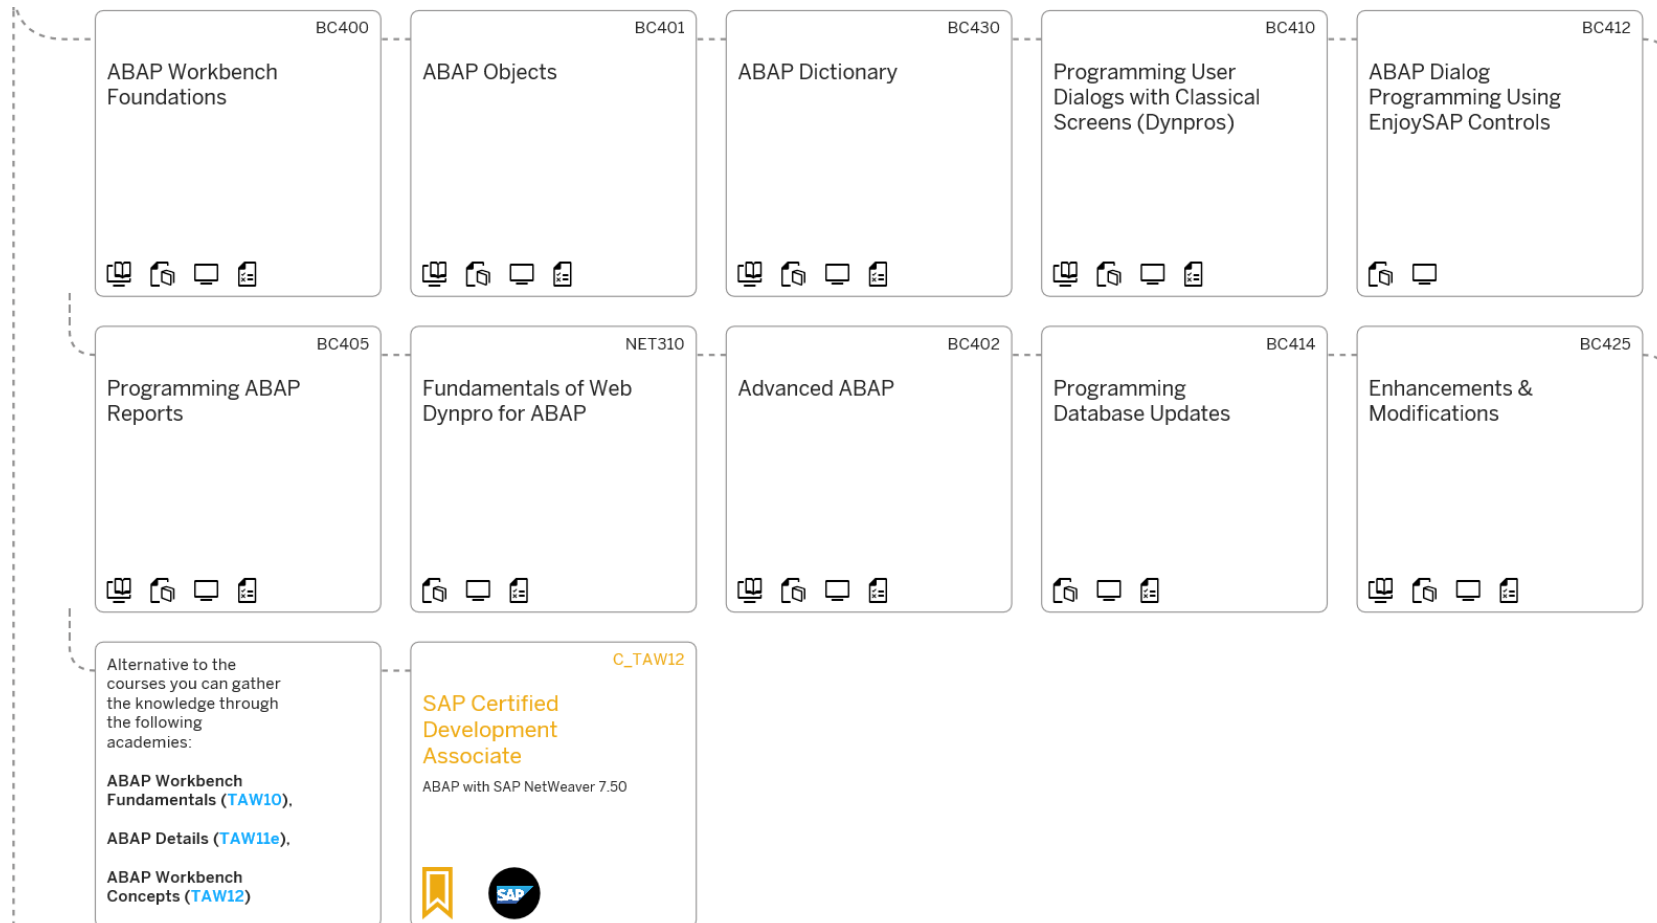 BC400
ABAP Workbench
Foundations
BC401
ABAP Objects
BC430
ABAP Dictionary
BC410
Programming User
Dialogs with Classical
Screens (Dynpros)
BC412
ABAP Dialog
Programming Using
EnjoySAP Controls
BC405
Programming ABAP
Reports
NET310
Fundamentals of Web
Dynpro for ABAP
BC402
Advanced ABAP
BC414
Programming
Database Updates
BC425
Enhancements &
Modifications
Alternative to the
courses you can gather
the knowledge through
the following
academies:
ABAP Workbench
Fundamentals (TAW10),
ABAP Details (TAW11e),
ABAP Workbench
Concepts (TAW12)
C_TAW12
SAP Certified
Development
Associate
ABAP with SAP NetWeaver 7.50
SAP